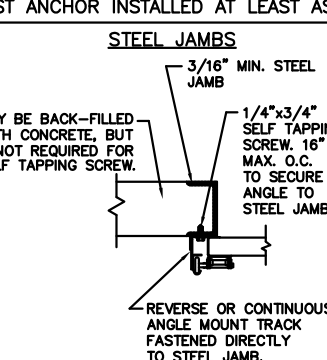 ST ANCHOR INSTALLED AT LEAST AS
STEEL JAMBS
3/16" MIN. STEEL
JAMB
Y BE BACK-FILLED
TH CONCRETE, BUT
NOT REQUIRED FOR
LF TAPPING SCREW.
1/4"x3/4"
SELF TAPPIN
SCREW. 16"
MAX. O.C.
TO SECURE
ANGLE TO
STEEL JAMB
REVERSE OR CONTINUOUS
ANGLE MOUNT TRACK
FASTENED DIRECTLY
TO STEEL JAMB.